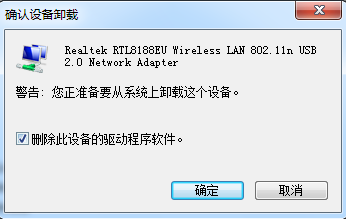 确认设备卸载
Realtek RTL8188EU Wireless LAN 802.11n USB
2.0 Network Adapter
警告: 您正准备要从系统上卸载这个设备。
删除此设备的驱动程序软件。
确定
取消